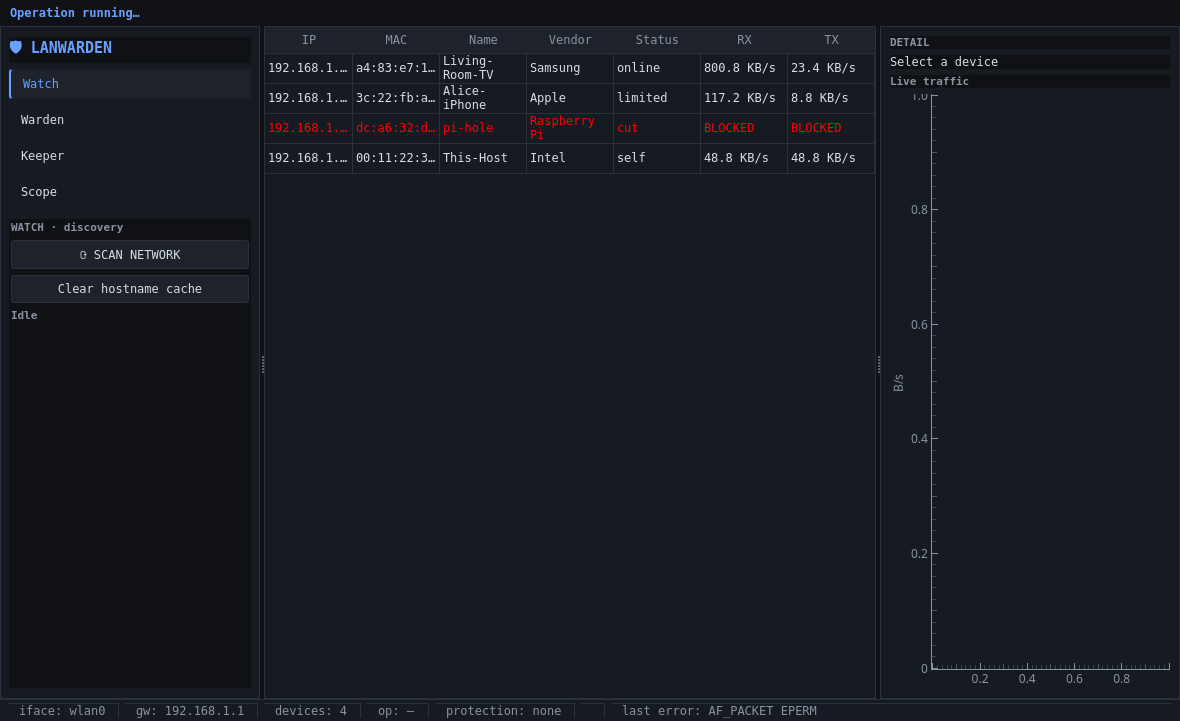 Operation running…
LANWARDEN
Watch
Warden
Keeper
Scope
WATCH · discovery
SCAN NETWORK
Clear hostname cache
Idle
IP MAC Name Vendor Status RX TX
192.168.1.… a4:83:e7:1… Living-Room-TV Samsung online 800.8 KB/s 23.4 KB/s
192.168.1.… 3c:22:fb:a… Alice-iPhone Apple limited 117.2 KB/s 8.8 KB/s
192.168.1.… dc:a6:32:d… pi-hole Raspberry Pi cut BLOCKED BLOCKED
192.168.1.… 00:11:22:3… This-Host Intel self 48.8 KB/s 48.8 KB/s
DETAIL
Select a device
Live traffic
1.0
0.8
0.6
B/s
0.4
0.2
0
0.2 0.4 0.6 0.8
iface: wlan0 gw: 192.168.1.1 devices: 4 op: — protection: none last error: AF_PACKET EPERM